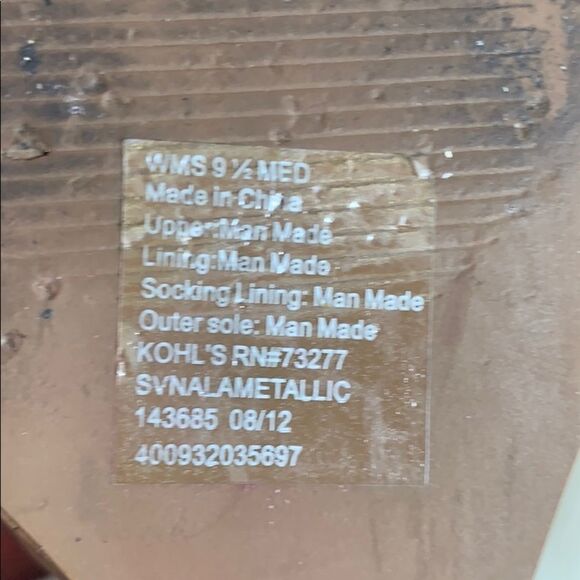 WMS 9 ½ MED
Made in China
Upper:Man Made
Lining:Man Made
Socking Lining: Man Made
Outer sole: Man Made
KOHL'S RN#73277
SVNALAMETALLIC
143685 08/12
400932035697